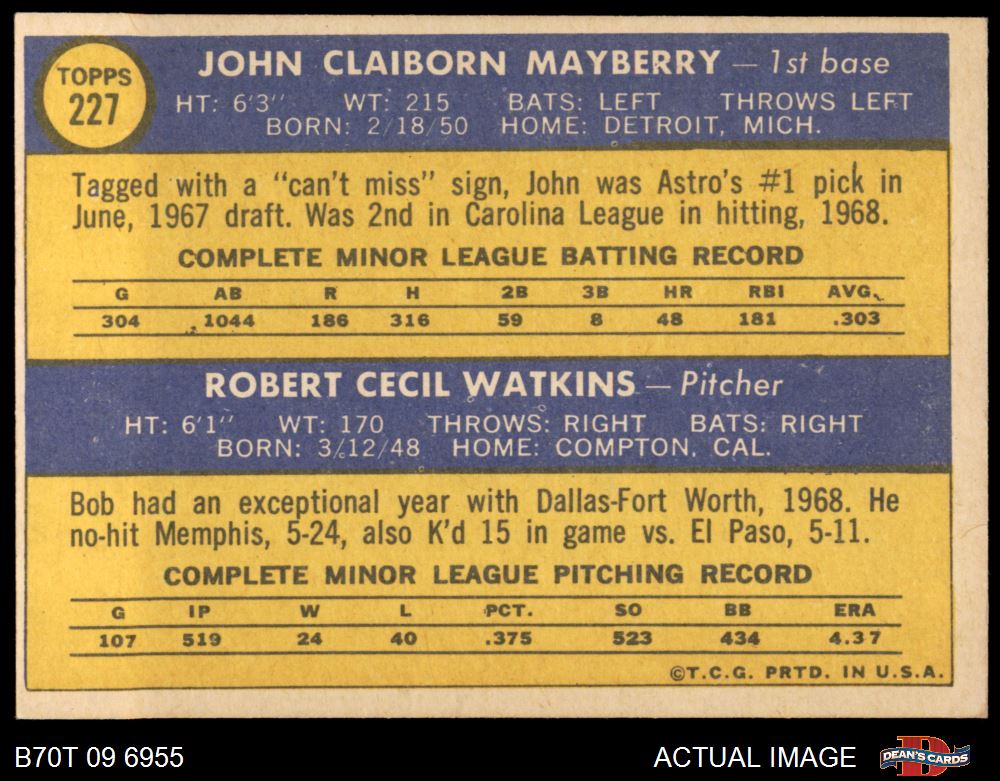 TOPPS
227
JOHN CLAIBORN MAYBERRY — 1st base
HT: 6'3" WT: 215 BATS: LEFT THROWS LEFT
BORN: 2/18/50 HOME: DETROIT, MICH.
Tagged with a "can't miss" sign, John was Astro's #1 pick in
June, 1967 draft. Was 2nd in Carolina League in hitting, 1968.
COMPLETE MINOR LEAGUE BATTING RECORD
G AB R H 2B 3B HR RBI AVG.
304 1044 186 316 59 8 48 181 .303
ROBERT CECIL WATKINS — Pitcher
HT: 6'1" WT: 170 THROWS: RIGHT BATS: RIGHT
BORN: 3/12/48 HOME: COMPTON, CAL.
Bob had an exceptional year with Dallas-Fort Worth, 1968. He
no-hit Memphis, 5-24, also K'd 15 in game vs. El Paso, 5-11.
COMPLETE MINOR LEAGUE PITCHING RECORD
G IP W L PCT. SO BB ERA
107 519 24 40 .375 523 434 4.37
©T.C.G. PRTD. IN U.S.A.
B70T 09 6955 ACTUAL IMAGE
D
DEAN'S CARDS